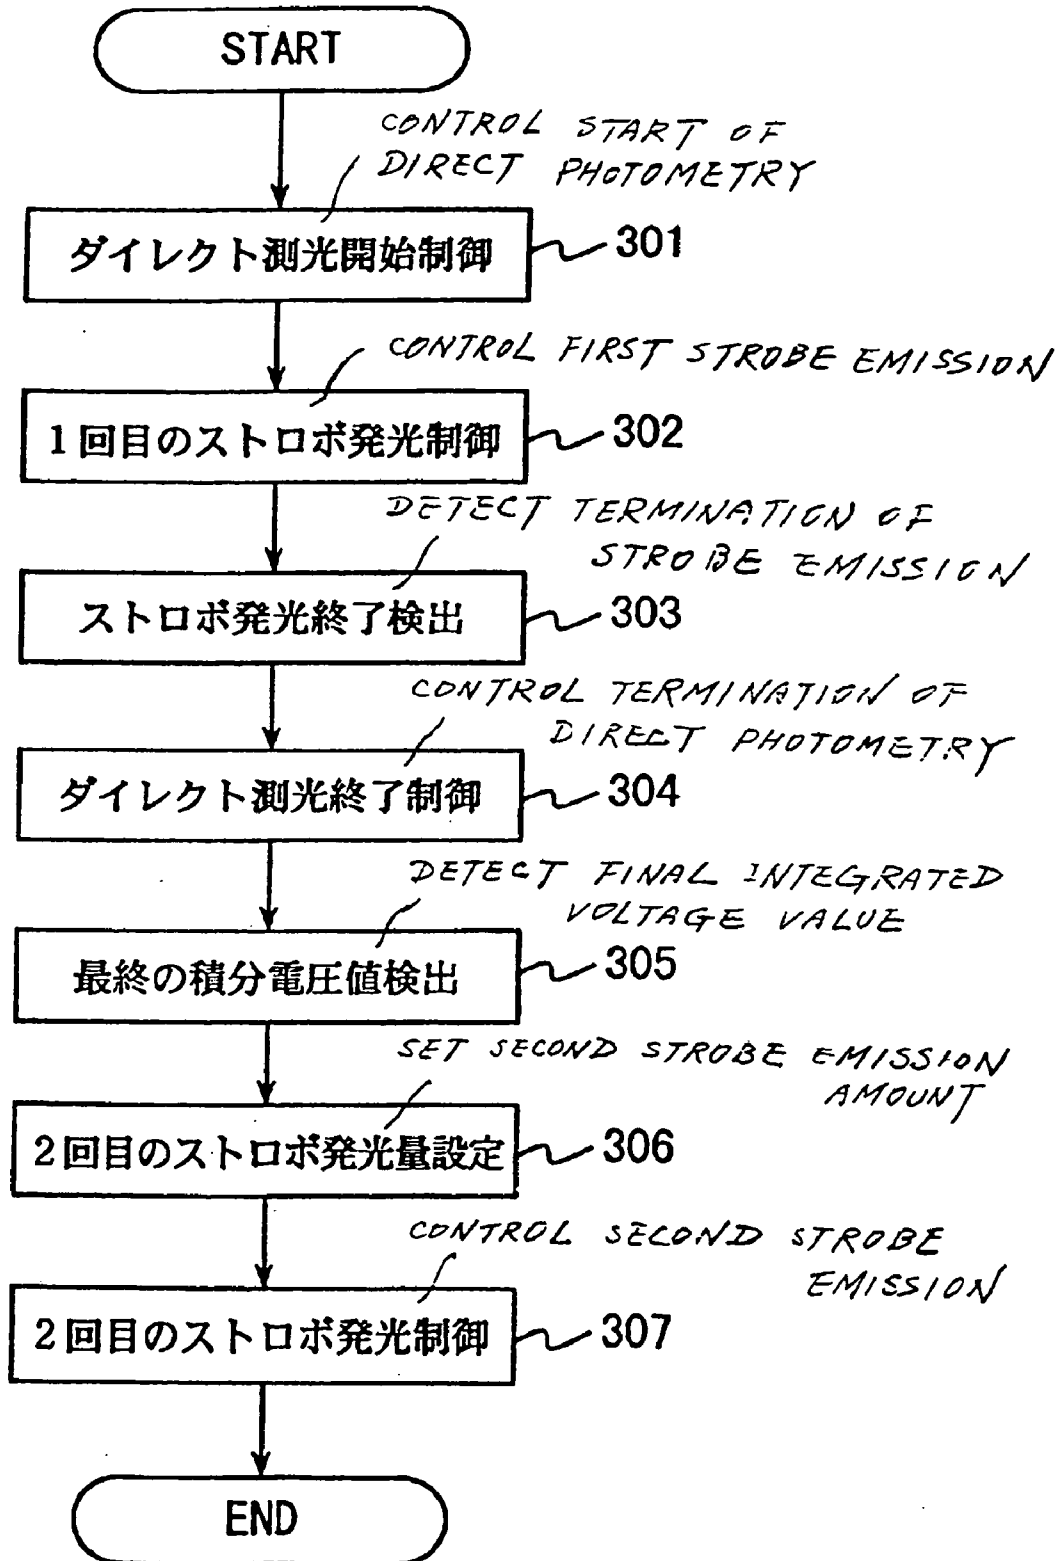 START
CONTROL START OF
DIRECT PHOTOMETRY
ダイレクト測光開始制御
301
CONTROL FIRST STROBE EMISSION
1回目のストロボ発光制御
302
DETECT TERMINATION OF
STROBE EMISSION
ストロボ発光終了検出
303
CONTROL TERMINATION OF
DIRECT PHOTOMETRY
ダイレクト測光終了制御
304
DETECT FINAL INTEGRATED
VOLTAGE VALUE
最終の積分電圧値検出
305
SET SECOND STROBE EMISSION
AMOUNT
2回目のストロボ発光量設定
306
CONTROL SECOND STROBE
EMISSION
2回目のストロボ発光制御
307
END